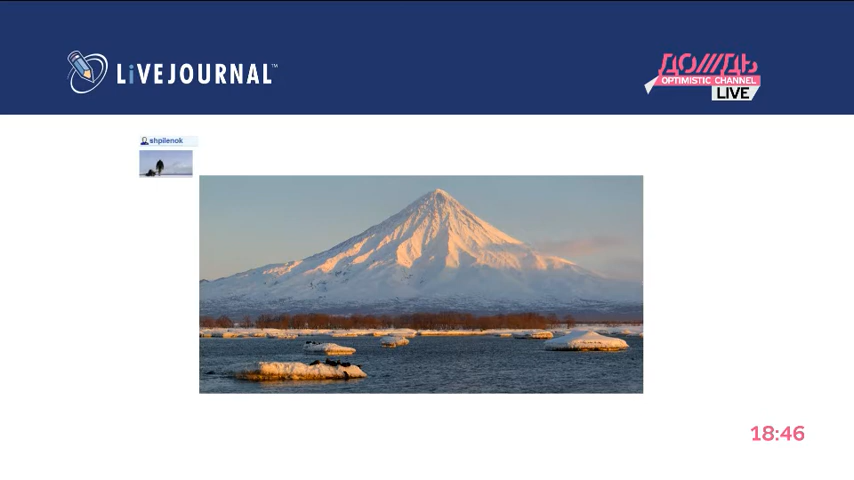 LiVEJOURNAL™
ДОЖДЬ
OPTIMISTIC CHANNEL
LIVE
shpilenok
18:46